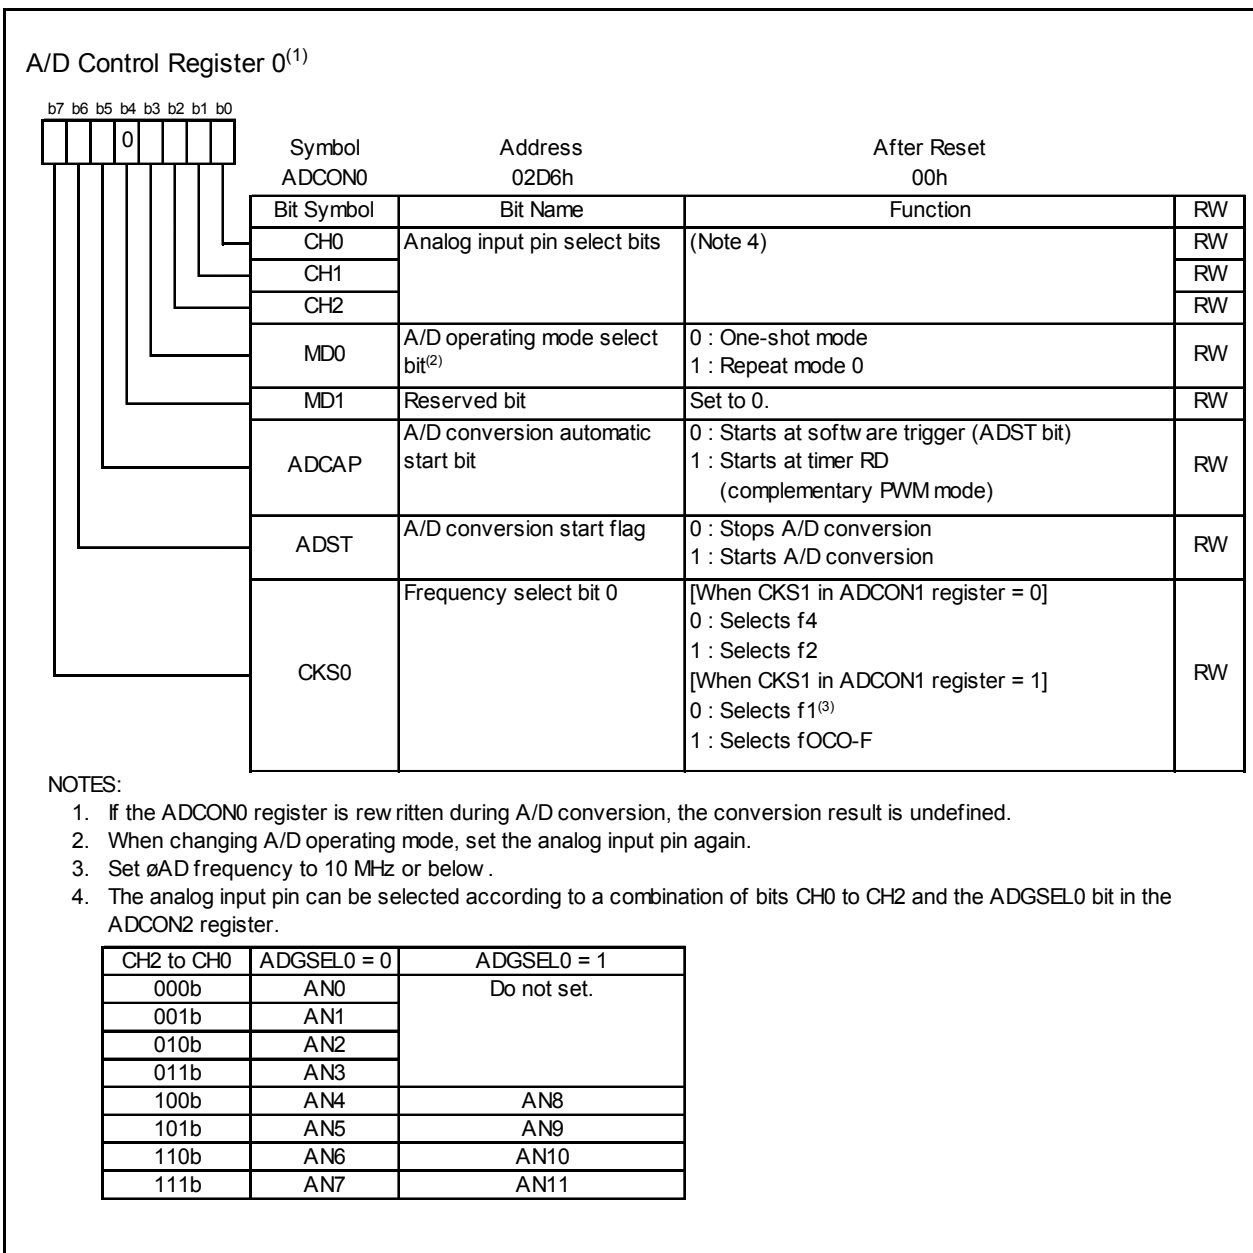 A/D Control Register 0(1)
b7 b6 b5 b4 b3 b2 b1 b0
0
Symbol Address After Reset
ADCON0 02D6h 00h
Bit Symbol Bit Name Function RW
CH0 Analog input pin select bits (Note 4) RW
CH1 RW
CH2 RW
MD0 A/D operating mode select bit(2) 0 : One-shot mode RW
1 : Repeat mode 0
MD1 Reserved bit Set to 0. RW
ADCAP A/D conversion automatic start bit 0 : Starts at software trigger (ADST bit) RW
1 : Starts at timer RD
(complementary PWM mode)
ADST A/D conversion start flag 0 : Stops A/D conversion RW
1 : Starts A/D conversion
CKS0 Frequency select bit 0 [When CKS1 in ADCON1 register = 0] RW
0 : Selects f4
1 : Selects f2
[When CKS1 in ADCON1 register = 1]
0 : Selects f1(3)
1 : Selects fOCO-F
NOTES:
1. If the ADCON0 register is rewritten during A/D conversion, the conversion result is undefined.
2. When changing A/D operating mode, set the analog input pin again.
3. Set øAD frequency to 10 MHz or below.
4. The analog input pin can be selected according to a combination of bits CH0 to CH2 and the ADGSEL0 bit in the
ADCON2 register.
CH2 to CH0 ADGSEL0 = 0 ADGSEL0 = 1
000b AN0 Do not set.
001b AN1
010b AN2
011b AN3
100b AN4 AN8
101b AN5 AN9
110b AN6 AN10
111b AN7 AN11